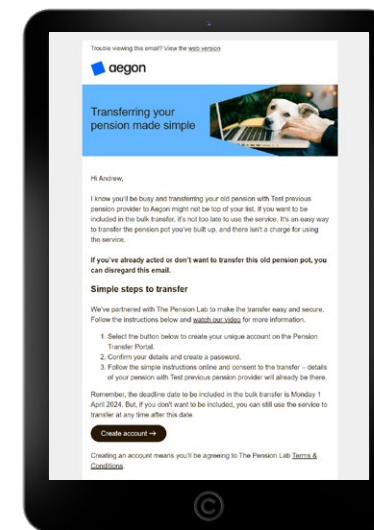 Trouble viewing this email? View the web version
aegon
Transferring your
pension made simple
Hi Andrew,
I know you'll be busy and transferring your old pension with Test previous
pension provider to Aegon might not be top of your list. If you want to be
included in the bulk transfer, it's not too late to use the service. It's an easy way
to transfer the pension pot you've built up, and there isn't a charge for using
the service.
If you've already acted or don't want to transfer this old pension pot, you
can disregard this email.
Simple steps to transfer
We've partnered with The Pension Lab to make the transfer easy and secure.
Follow the instructions below and watch our video for more information.
1. Select the button below to create your unique account on the Pension
Transfer Portal.
2. Confirm your details and create a password.
3. Follow the simple instructions online and consent to the transfer – details
of your pension with Test previous pension provider will already be there.
Remember, the deadline date to be included in the bulk transfer is Monday 1
April 2024. But, if you don't want to be included, you can still use the service to
transfer at any time after this date.
Create account →
Creating an account means you'll be agreeing to The Pension Lab Terms &
Conditions.